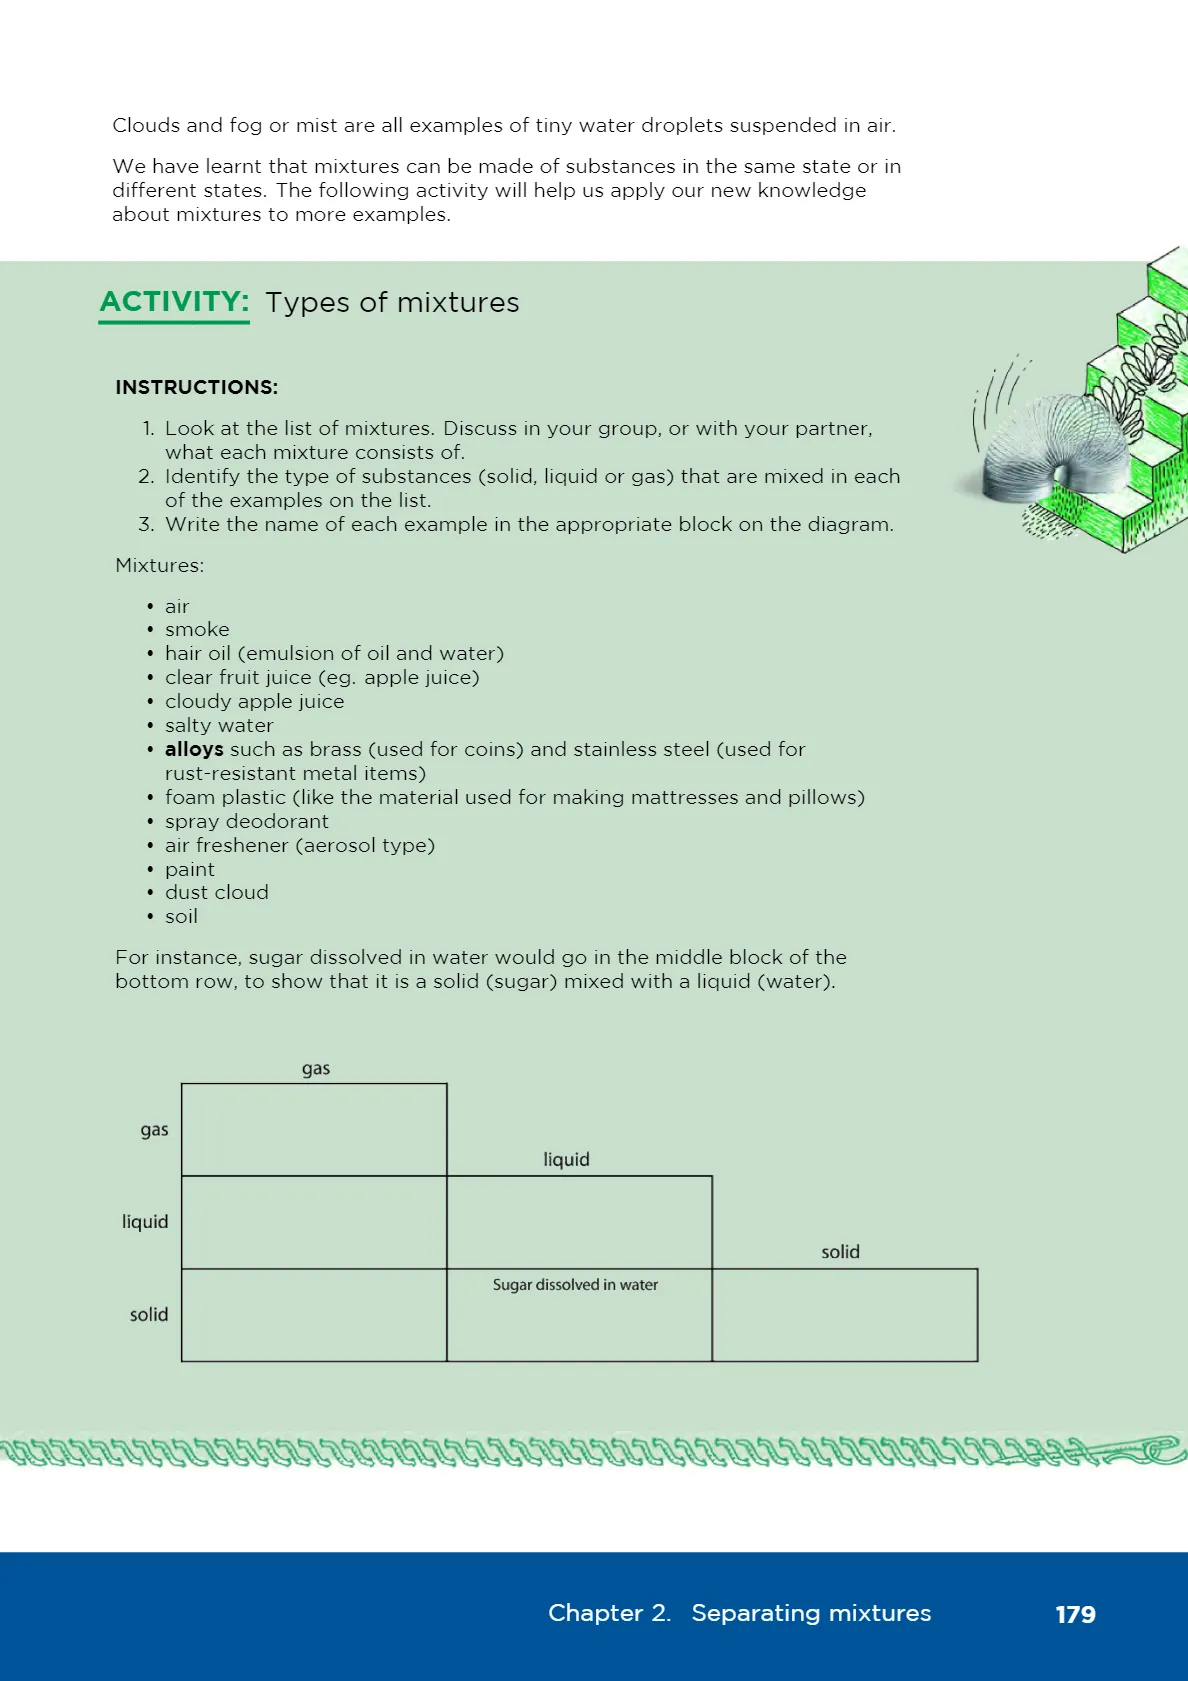 Clouds and fog or mist are all examples of tiny water droplets suspended in air.
We have learnt that mixtures can be made of substances in the same state or in
different states. The following activity will help us apply our new knowledge
about mixtures to more examples.
ACTIVITY: Types of mixtures
INSTRUCTIONS:
1. Look at the list of mixtures. Discuss in your group, or with your partner,
what each mixture consists of.
2. Identify the type of substances (solid, liquid or gas) that are mixed in each
of the examples on the list.
3. Write the name of each example in the appropriate block on the diagram.
Mixtures:
• air
• smoke
• hair oil (emulsion of oil and water)
• clear fruit juice (eg. apple juice)
• cloudy apple juice
• salty water
• alloys such as brass (used for coins) and stainless steel (used for
rust-resistant metal items)
• foam plastic (like the material used for making mattresses and pillows)
• spray deodorant
• air freshener (aerosol type)
• paint
• dust cloud
• soil
For instance, sugar dissolved in water would go in the middle block of the
bottom row, to show that it is a solid (sugar) mixed with a liquid (water).
gas
gas
liquid
liquid
solid
Sugar dissolved in water
solid
Chapter 2. Separating mixtures 179